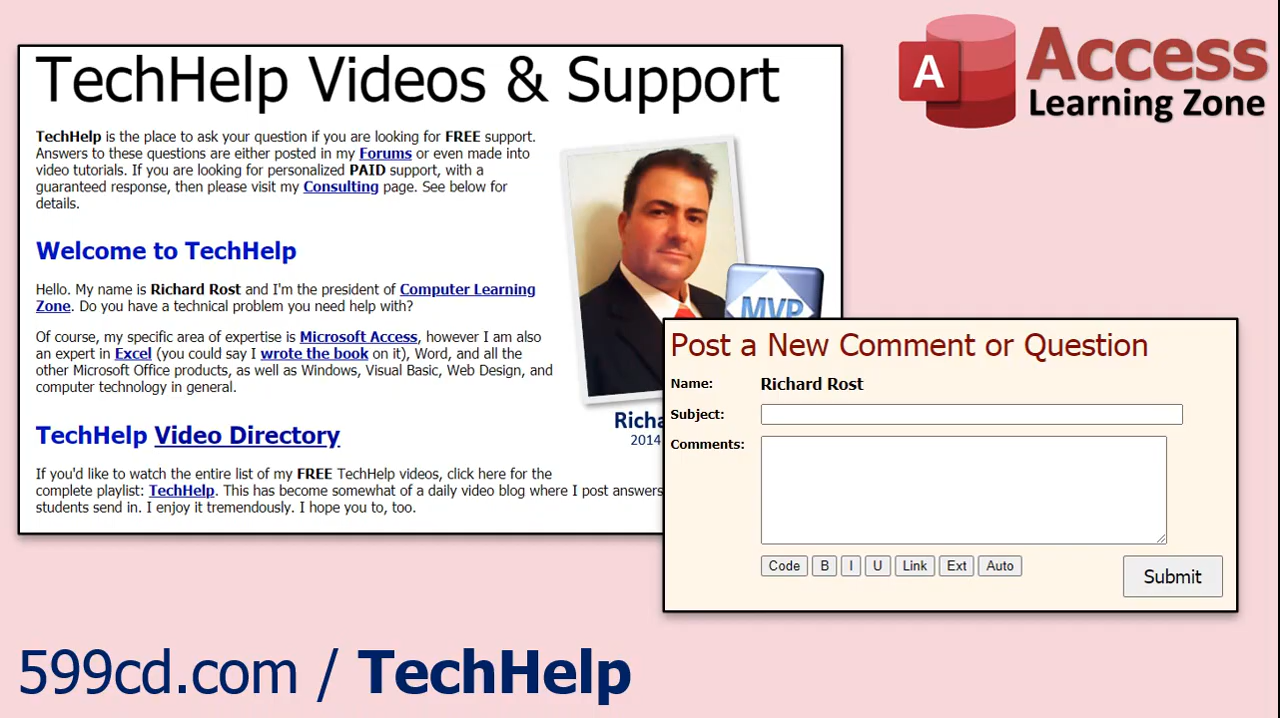 TechHelp Videos & Support
TechHelp is the place to ask your question if you are looking for FREE support.
Answers to these questions are either posted in my Forums or even made into
video tutorials. If you are looking for personalized PAID support, with a
guaranteed response, then please visit my Consulting page. See below for
details.
Welcome to TechHelp
Hello. My name is Richard Rost and I'm the president of Computer Learning
Zone. Do you have a technical problem you need help with?
Of course, my specific area of expertise is Microsoft Access, however I am also
an expert in Excel (you could say I wrote the book on it), Word, and all the
other Microsoft Office products, as well as Windows, Visual Basic, Web Design, and
computer technology in general.
TechHelp Video Directory
If you'd like to watch the entire list of my FREE TechHelp videos, click here for the
complete playlist: TechHelp. This has become somewhat of a daily video blog where I post answers
students send in. I enjoy it tremendously. I hope you to, too.
MVP
Richa
2014
A
Access
Learning Zone
Post a New Comment or Question
Name: Richard Rost
Subject:
Comments:
Code B I U Link Ext Auto
Submit
599cd.com / TechHelp